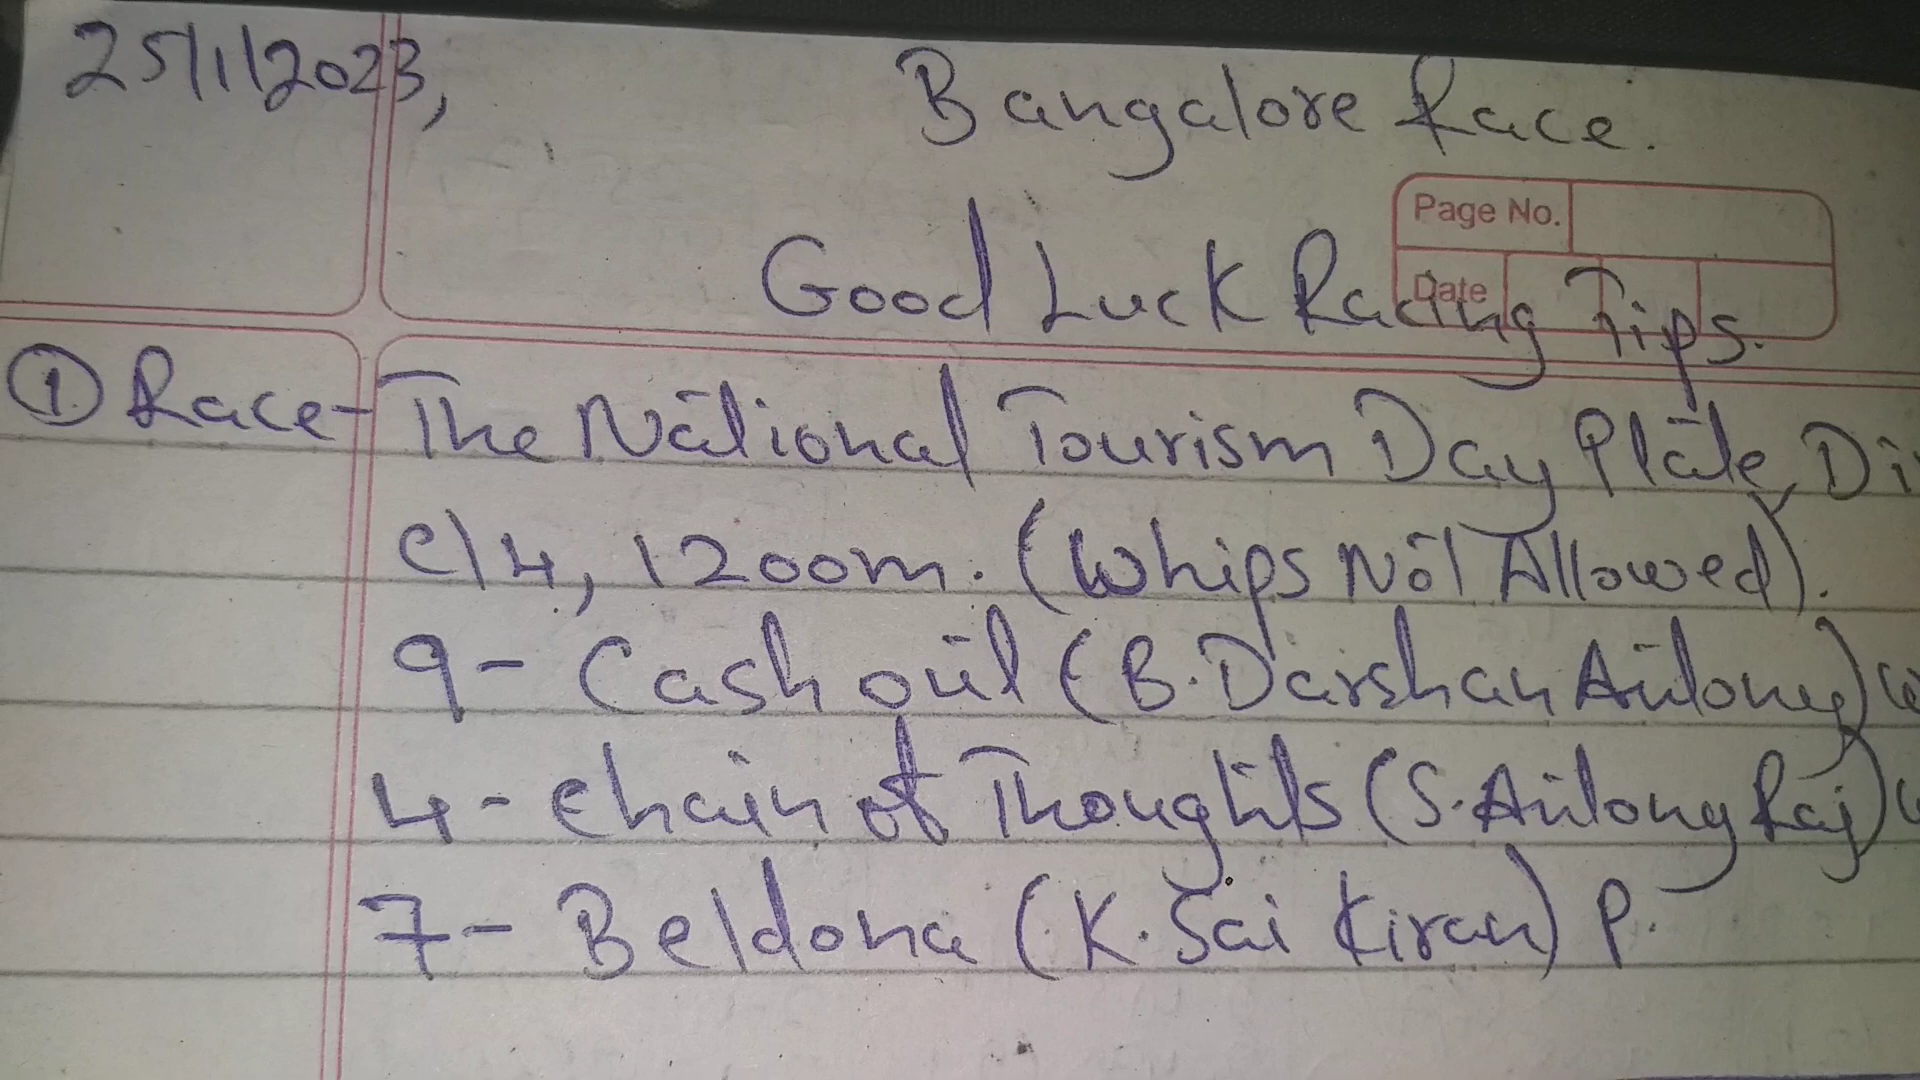 25/1/2023,
Bangalore Race.
Page No.
Date
Good Luck Racing Tips.
① Race- The National Tourism Day Plate, Di
C/4, 1200m. (Whips Not Allowed).
9- Cash out (B. Darshan Antony) W
4- Chain of Thoughts (S. Antony Raj)
7- Beldona (K. Sai Kiran) P.